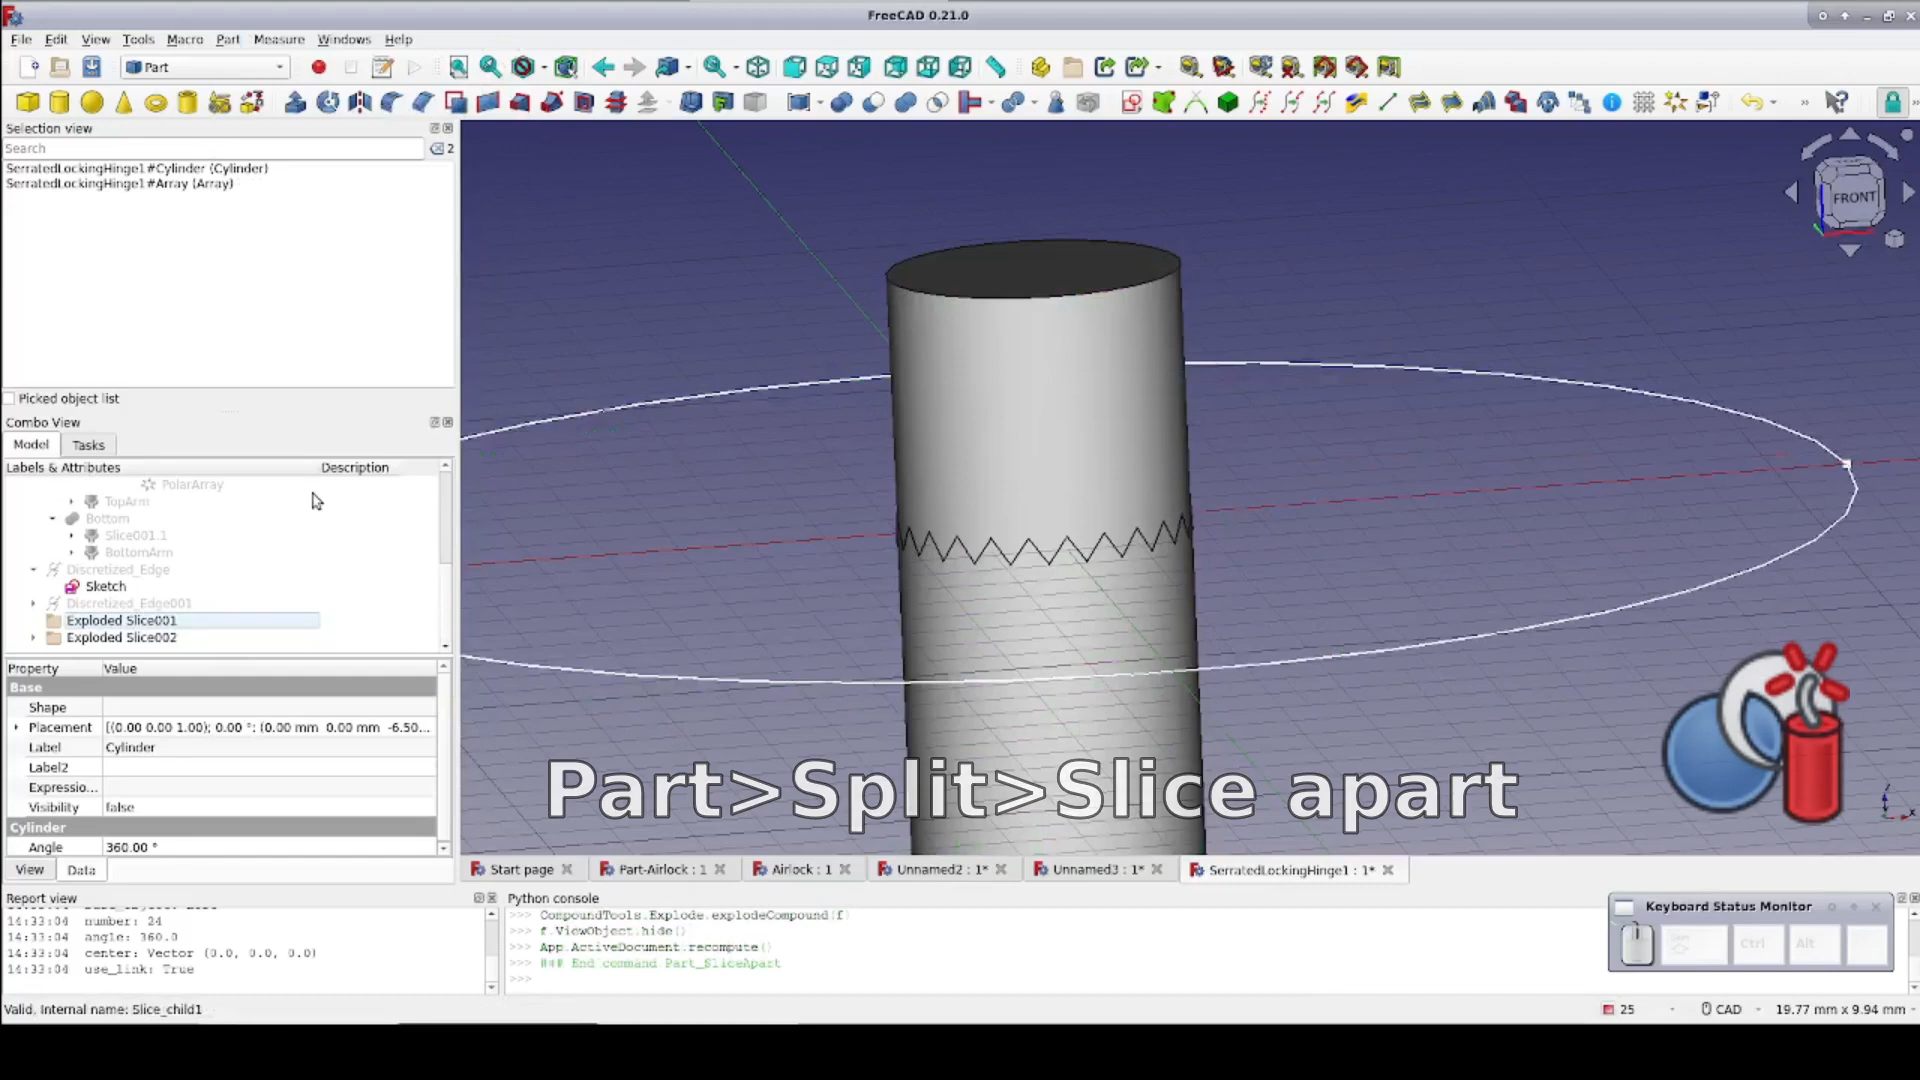 FreeCAD 0.21.0
File Edit View Tools Macro Part Measure Windows Help
Part
Selection view
Search
2
SerratedLockingHinge1#Cylinder (Cylinder)
SerratedLockingHinge1#Array (Array)
FRONT
Picked object list
Combo View
Model Tasks
Labels & Attributes Description
PolarArray
TopArm
Bottom
Slice001.1
BottomArm
Discretized_Edge
Sketch
Discretized_Edge001
Exploded Slice001
Exploded Slice002
Property Value
Base
Shape
Placement [(0.00 0.00 1.00); 0.00 °; (0.00 mm 0.00 mm -6.50...
Label Cylinder
Label2
Expressio...
Visibility false
Cylinder
Angle 360.00 °
View Data
Part>Split>Slice apart
Start page Part-Airlock : 1 Airlock : 1 Unnamed2 : 1* Unnamed3 : 1* SerratedLockingHinge1 : 1*
Report view
14:33:04 number: 24
14:33:04 angle: 360.0
14:33:04 center: Vector (0.0, 0.0, 0.0)
14:33:04 use_link: True
Python console
>>> CompoundTools.Explode.explodeCompound(f)
>>> f.ViewObject.hide()
>>> App.ActiveDocument.recompute()
>>> ### End command Part_SliceApart
>>>
Keyboard Status Monitor
Ctrl Alt
Valid, Internal name: Slice_child1
25 CAD 19.77 mm x 9.94 mm